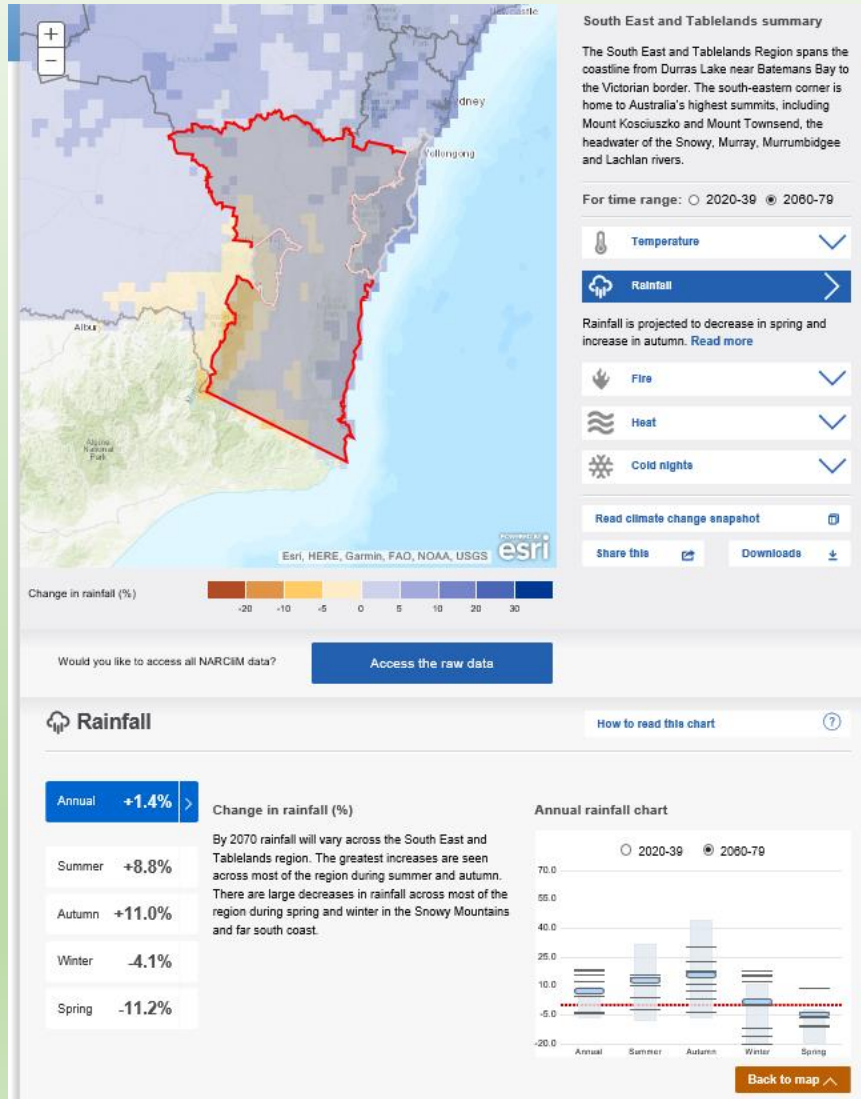 Newcastle
dney
Wollongong
Albury
Alpine
National
Park
Esri, HERE, Garmin, FAO, NOAA, USGS
POWERED BY
esri
+
−
South East and Tablelands summary
The South East and Tablelands Region spans the
coastline from Durras Lake near Batemans Bay to
the Victorian border. The south-eastern corner is
home to Australia's highest summits, including
Mount Kosciuszko and Mount Townsend, the
headwater of the Snowy, Murray, Murrumbidgee
and Lachlan rivers.
For time range: 2020-39 2060-79
Temperature
Rainfall
Rainfall is projected to decrease in spring and
increase in autumn. Read more
Fire
Heat
Cold nights
Read climate change snapshot
Share this Downloads
Change in rainfall (%)
-20 -10 -5 0 5 10 20 30
Would you like to access all NARCliM data?
Access the raw data
Rainfall
How to read this chart ?
Annual +1.4%
Summer +8.8%
Autumn +11.0%
Winter -4.1%
Spring -11.2%
Change in rainfall (%)
By 2070 rainfall will vary across the South East and
Tablelands region. The greatest increases are seen
across most of the region during summer and autumn.
There are large decreases in rainfall across most of the
region during spring and winter in the Snowy Mountains
and far south coast.
Annual rainfall chart
2020-39 2060-79
70.0
55.0
40.0
25.0
10.0
-5.0
-20.0
Annual Summer Autumn Winter Spring
Back to map